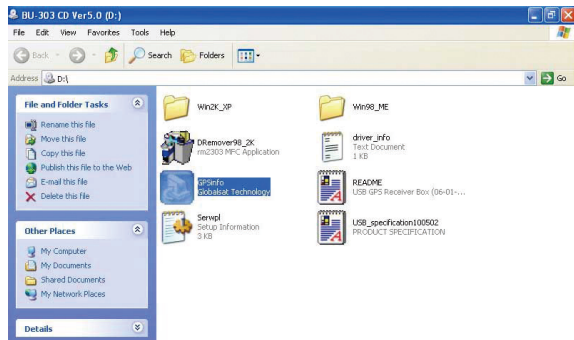 BU-303 CD Ver5.0 (D:)
File Edit View Favorites Tools Help
Back Search Folders
Address D:\ Go
File and Folder Tasks
Rename this file
Move this file
Copy this file
Publish this file to the Web
E-mail this file
Delete this file
Other Places
My Computer
My Documents
Shared Documents
My Network Places
Details
Win2K_XP
Win98_ME
DRemover98_2K
rm2303 MFC Application
driver_info
Text Document
1 KB
GPSinfo
Globalsat Technology
README
USB GPS Receiver Box (06-01-...
Serwpl
Setup Information
3 KB
USB_specification100502
PRODUCT SPECIFICATION